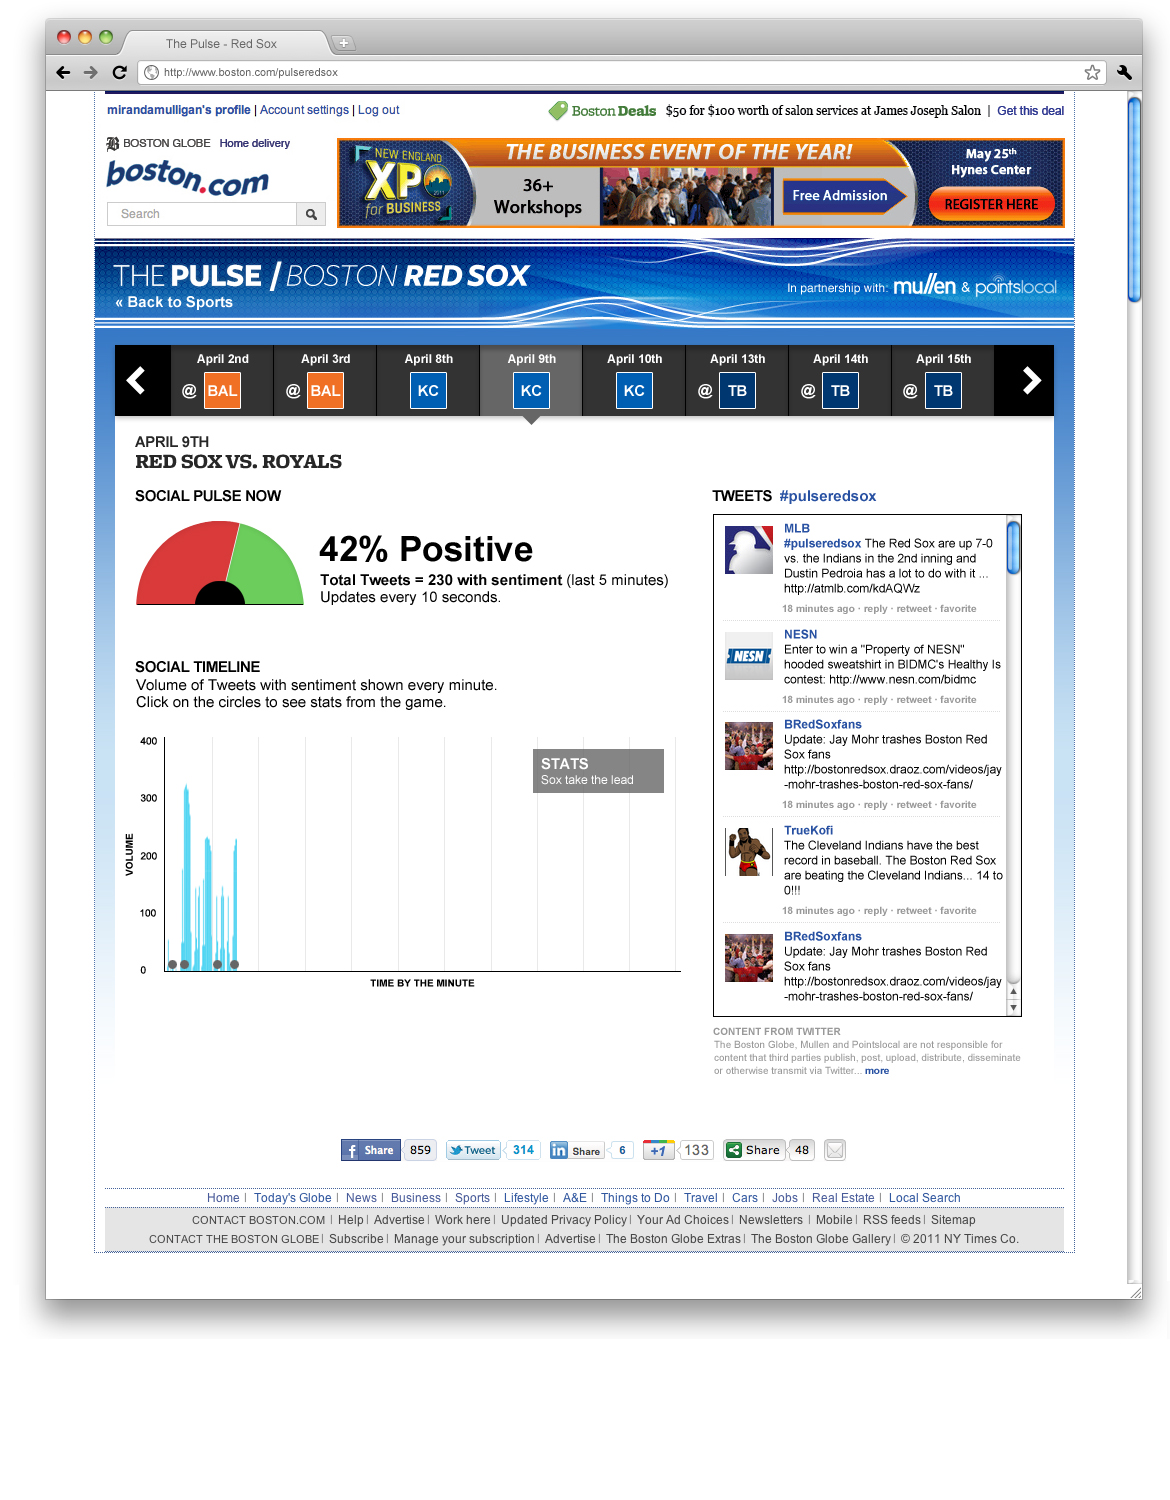 The Pulse - Red Sox
http://www.boston.com/pulseredsox
mirandamulligan's profile | Account settings | Log out
Boston Deals $50 for $100 worth of salon services at James Joseph Salon | Get this deal
BOSTON GLOBE Home delivery
boston.com
Search
NEW ENGLAND
XPO
2011
for BUSINESS
THE BUSINESS EVENT OF THE YEAR!
36+
Workshops
Free Admission
May 25th
Hynes Center
REGISTER HERE
THE PULSE / BOSTON RED SOX
« Back to Sports
In partnership with: mullen & pointslocal
April 2nd April 3rd April 8th April 9th April 10th April 13th April 14th April 15th
@ BAL @ BAL KC KC KC @ TB @ TB @ TB
APRIL 9TH
RED SOX VS. ROYALS
SOCIAL PULSE NOW
42% Positive
Total Tweets = 230 with sentiment (last 5 minutes)
Updates every 10 seconds.
SOCIAL TIMELINE
Volume of Tweets with sentiment shown every minute.
Click on the circles to see stats from the game.
400
300
200
100
0
VOLUME
STATS
Sox take the lead
TIME BY THE MINUTE
TWEETS #pulseredsox
MLB
#pulseredsox The Red Sox are up 7-0
vs. the Indians in the 2nd inning and
Dustin Pedroia has a lot to do with it ...
http://atmlb.com/kdAQWz
18 minutes ago · reply · retweet · favorite
NESN
NESN
Enter to win a "Property of NESN"
hooded sweatshirt in BIDMC's Healthy Is
contest: http://www.nesn.com/bidmc
18 minutes ago · reply · retweet · favorite
BRedSoxfans
Update: Jay Mohr trashes Boston Red
Sox fans
http://bostonredsox.draoz.com/videos/jay
-mohr-trashes-boston-red-sox-fans/
18 minutes ago · reply · retweet · favorite
TrueKofi
The Cleveland Indians have the best
record in baseball. The Boston Red Sox
are beating the Cleveland Indians... 14 to
0!!!
18 minutes ago · reply · retweet · favorite
BRedSoxfans
Update: Jay Mohr trashes Boston Red
Sox fans
http://bostonredsox.draoz.com/videos/jay
-mohr-trashes-boston-red-sox-fans/
CONTENT FROM TWITTER
The Boston Globe, Mullen and Pointslocal are not responsible for
content that third parties publish, post, upload, distribute, disseminate
or otherwise transmit via Twitter... more
f Share 859 Tweet 314 in Share 6 +1 133 Share 48
Home | Today's Globe | News | Business | Sports | Lifestyle | A&E | Things to Do | Travel | Cars | Jobs | Real Estate | Local Search
CONTACT BOSTON.COM | Help | Advertise | Work here | Updated Privacy Policy | Your Ad Choices | Newsletters | Mobile | RSS feeds | Sitemap
CONTACT THE BOSTON GLOBE | Subscribe | Manage your subscription | Advertise | The Boston Globe Extras | The Boston Globe Gallery | © 2011 NY Times Co.